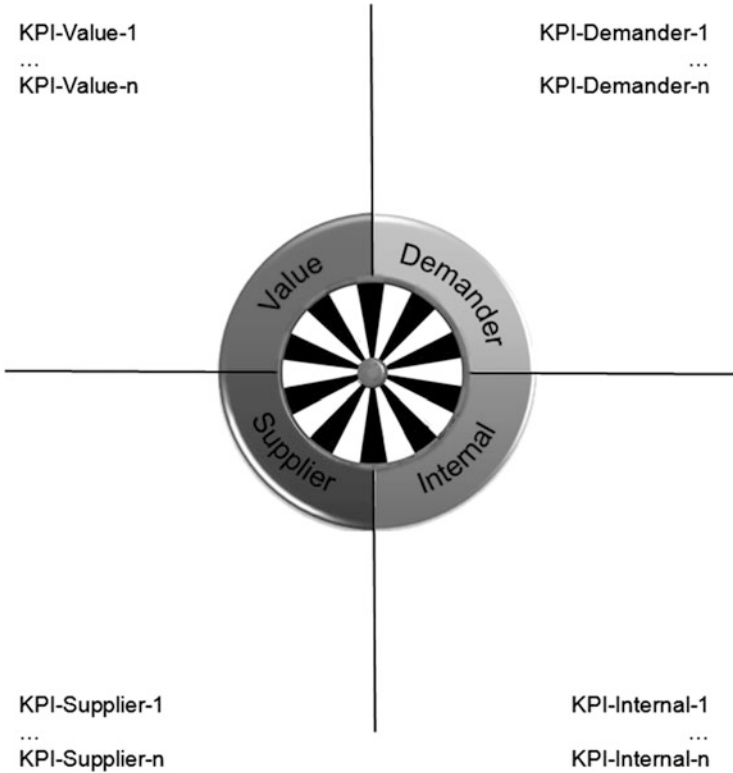 KPI-Value-1
...
KPI-Value-n
KPI-Demander-1
...
KPI-Demander-n
Value
Demander
Supplier
Internal
KPI-Supplier-1
...
KPI-Supplier-n
KPI-Internal-1
...
KPI-Internal-n